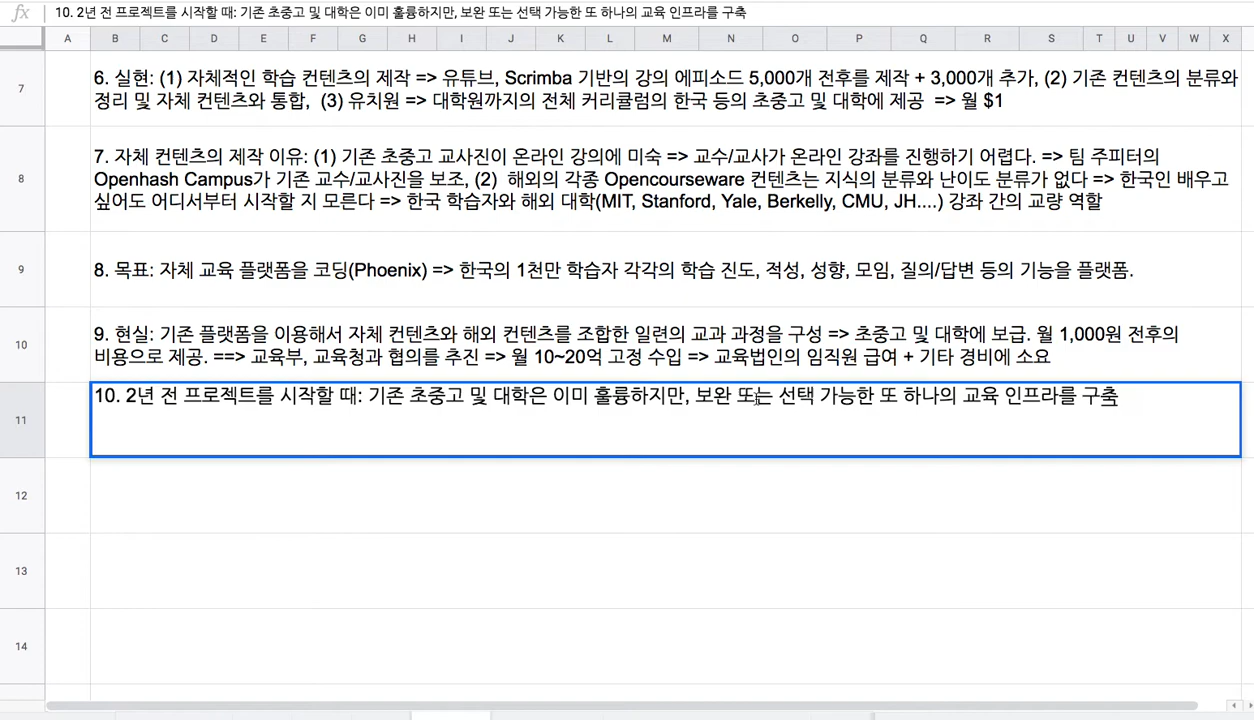 fx 10. 2년 전 프로젝트를 시작할 때: 기존 초중고 및 대학은 이미 훌륭하지만, 보완 또는 선택 가능한 또 하나의 교육 인프라를 구축
A B C D E F G H I J K L M N O P Q R S T U V W X
7
6. 실현: (1) 자체적인 학습 컨텐츠의 제작 => 유튜브, Scrimba 기반의 강의 에피소드 5,000개 전후를 제작 + 3,000개 추가, (2) 기존 컨텐츠의 분류와
정리 및 자체 컨텐츠와 통합, (3) 유치원 => 대학원까지의 전체 커리큘럼의 한국 등의 초중고 및 대학에 제공 => 월 $1
8
7. 자체 컨텐츠의 제작 이유: (1) 기존 초중고 교사진이 온라인 강의에 미숙 => 교수/교사가 온라인 강좌를 진행하기 어렵다. => 팀 주피터의
Openhash Campus가 기존 교수/교사진을 보조, (2) 해외의 각종 Opencourseware 컨텐츠는 지식의 분류와 난이도 분류가 없다 => 한국인 배우고
싶어도 어디서부터 시작할 지 모른다 => 한국 학습자와 해외 대학(MIT, Stanford, Yale, Berkelly, CMU, JH....) 강좌 간의 교량 역할
9
8. 목표: 자체 교육 플랫폼을 코딩(Phoenix) => 한국의 1천만 학습자 각각의 학습 진도, 적성, 성향, 모임, 질의/답변 등의 기능을 플랫폼.
10
9. 현실: 기존 플랫폼을 이용해서 자체 컨텐츠와 해외 컨텐츠를 조합한 일련의 교과 과정을 구성 => 초중고 및 대학에 보급. 월 1,000원 전후의
비용으로 제공. ==> 교육부, 교육청과 협의를 추진 => 월 10~20억 고정 수입 => 교육법인의 임직원 급여 + 기타 경비에 소요
11
10. 2년 전 프로젝트를 시작할 때: 기존 초중고 및 대학은 이미 훌륭하지만, 보완 또는 선택 가능한 또 하나의 교육 인프라를 구축
12
13
14